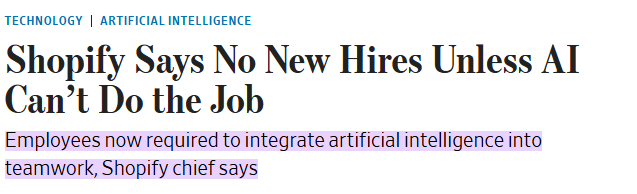 TECHNOLOGY | ARTIFICIAL INTELLIGENCE
Shopify Says No New Hires Unless AI
Can’t Do the Job
Employees now required to integrate artificial intelligence into
teamwork, Shopify chief says